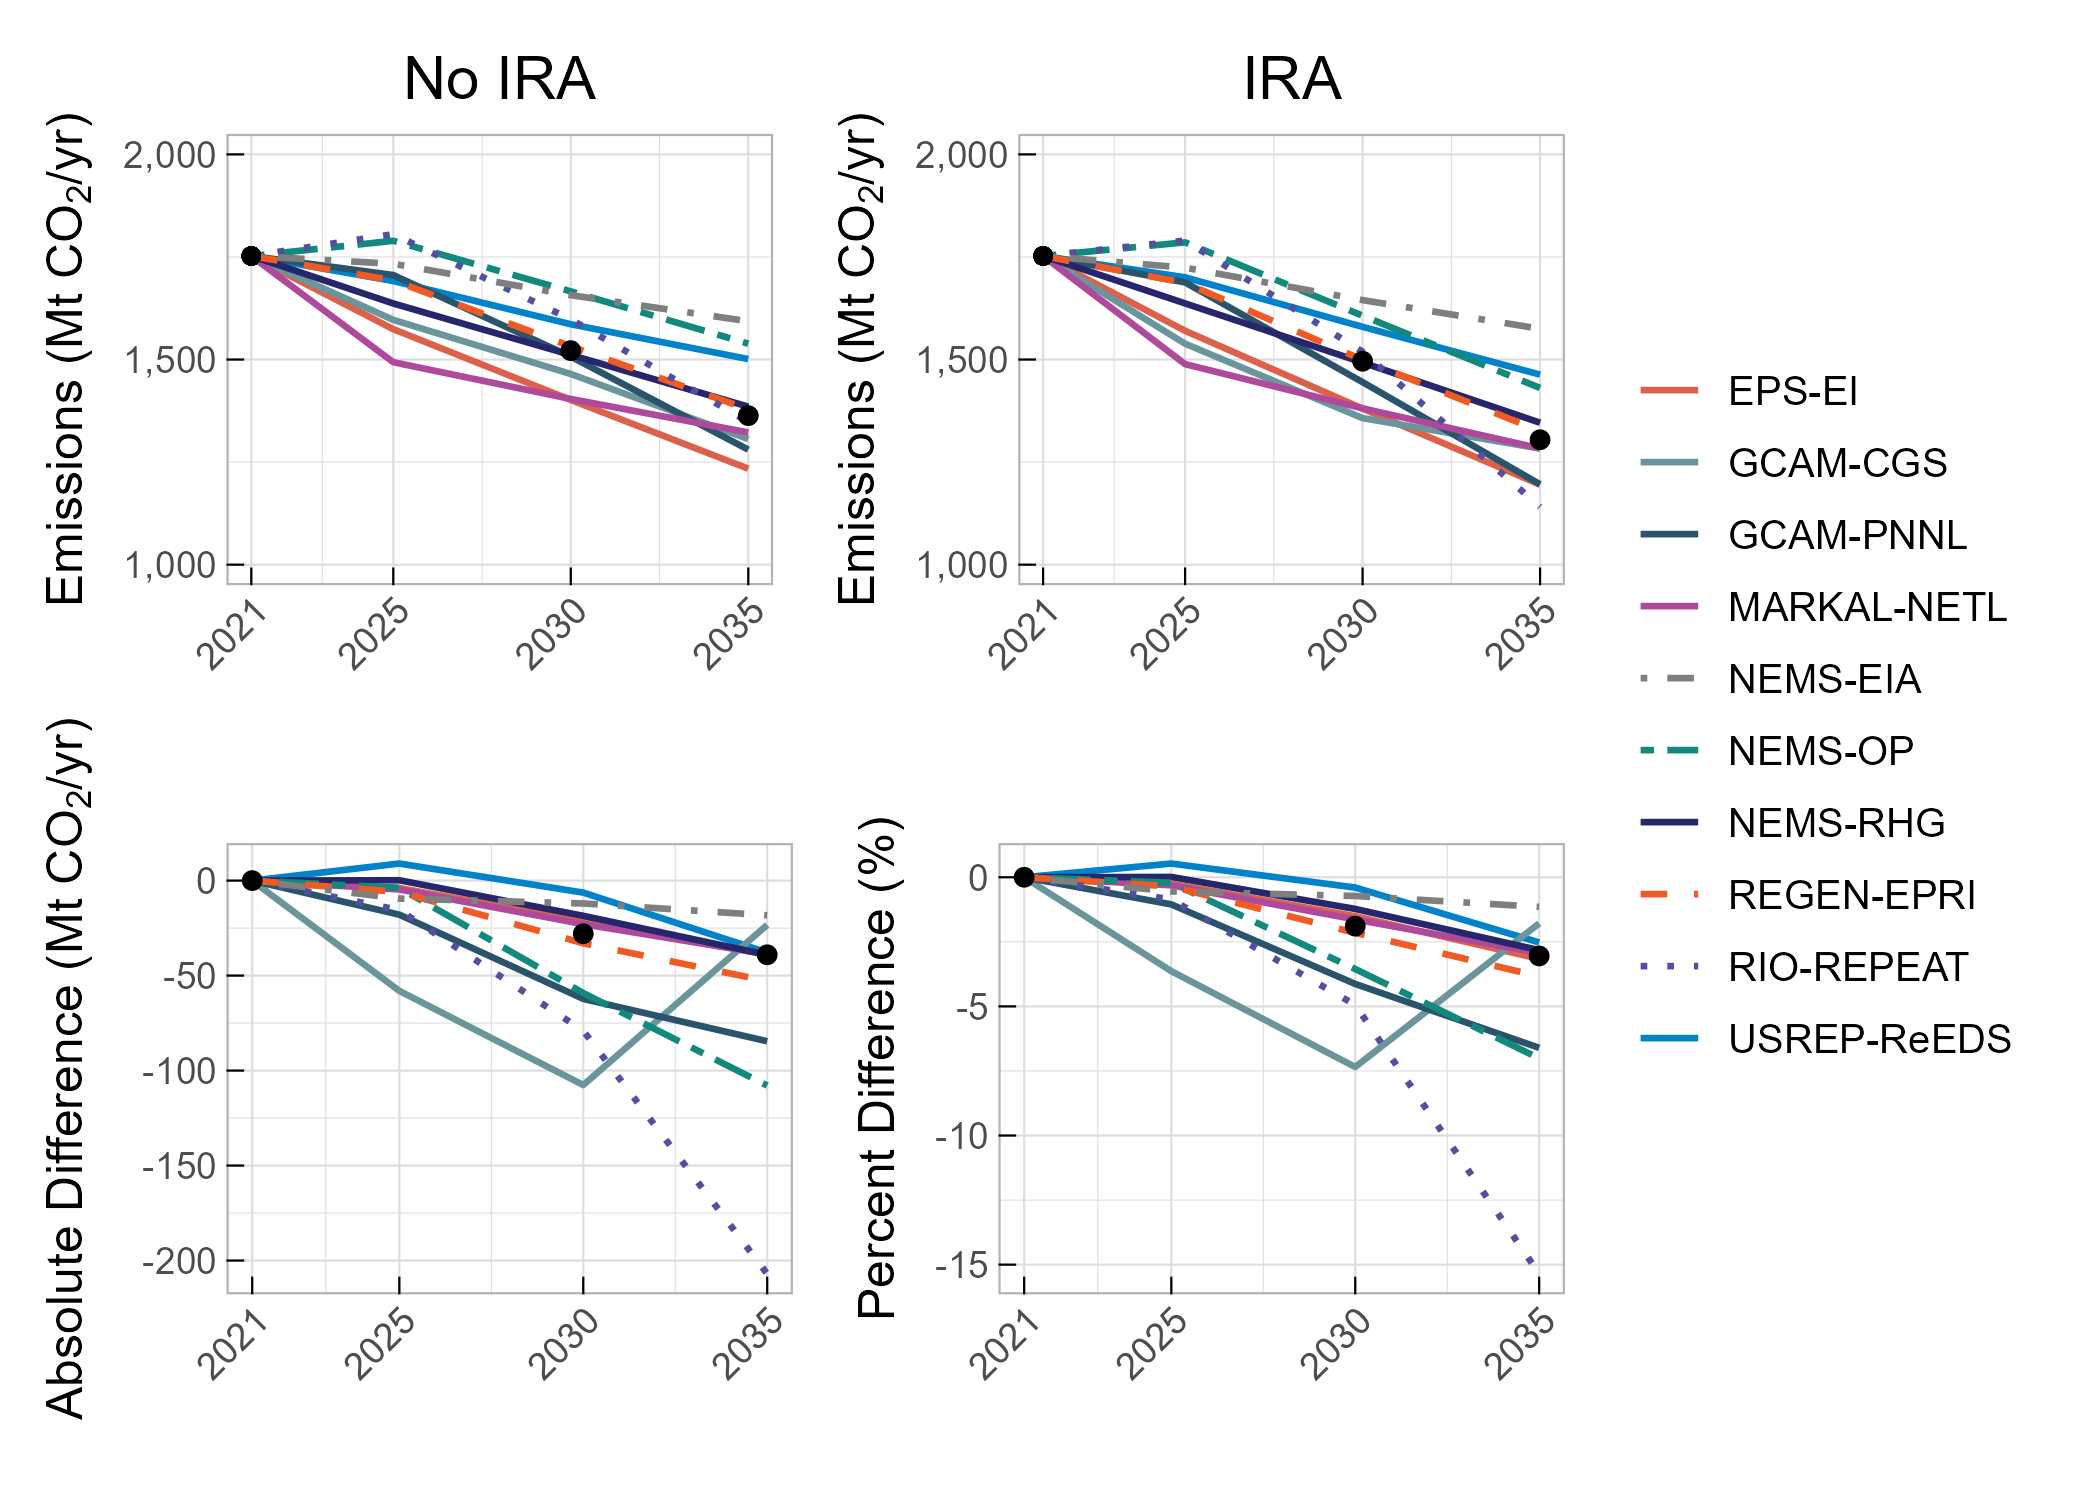 No IRA
IRA
Emissions (Mt CO₂/yr)
2,000
1,500
1,000
2021
2025
2030
2035
Emissions (Mt CO₂/yr)
2,000
1,500
1,000
2021
2025
2030
2035
Absolute Difference (Mt CO₂/yr)
0
-50
-100
-150
-200
2021
2025
2030
2035
Percent Difference (%)
0
-5
-10
-15
2021
2025
2030
2035
EPS-EI
GCAM-CGS
GCAM-PNNL
MARKAL-NETL
NEMS-EIA
NEMS-OP
NEMS-RHG
REGEN-EPRI
RIO-REPEAT
USREP-ReEDS